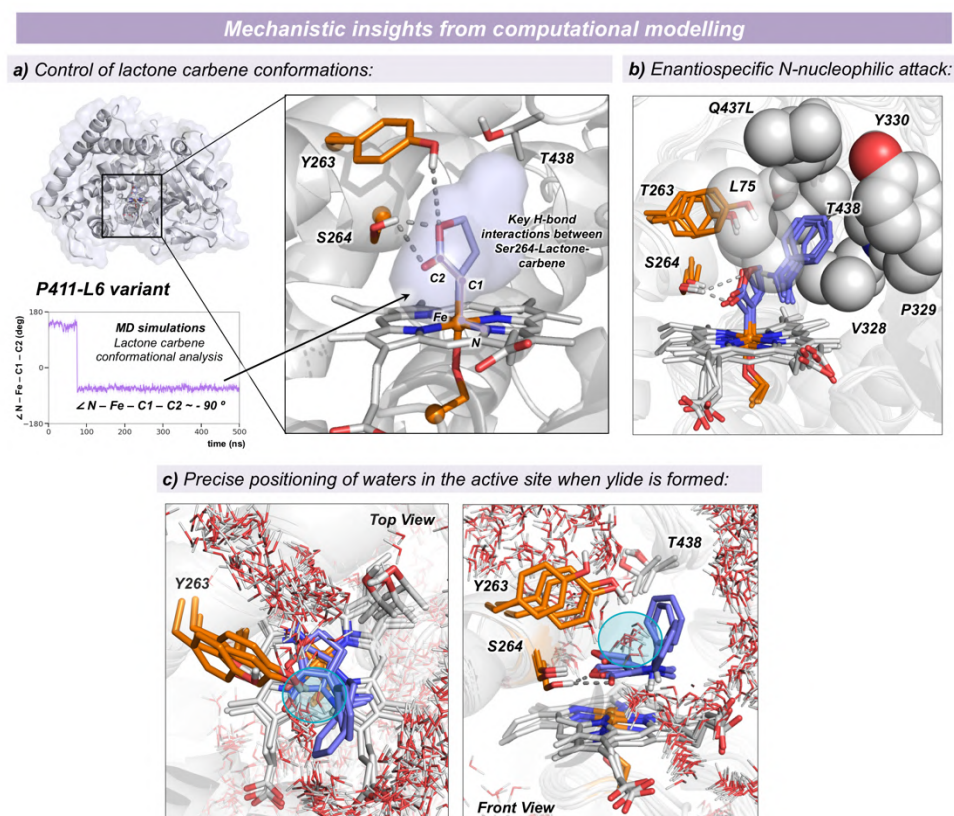 Mechanistic insights from computational modelling
a) Control of lactone carbene conformations:
b) Enantiospecific N-nucleophilic attack:
Y263
T438
S264
Key H-bond
interactions between
Ser264-Lactone-
carbene
C2
C1
Fe
N
P411-L6 variant
180
0
-180
∠ N – Fe – C1 – C2 (deg)
MD simulations
Lactone carbene
conformational analysis
∠ N – Fe – C1 – C2 ~ - 90 º
0
100
200
300
400
500
time (ns)
Q437L
Y330
T263
L75
T438
S264
P329
V328
c) Precise positioning of waters in the active site when ylide is formed:
Top View
Y263
T438
Y263
S264
Front View